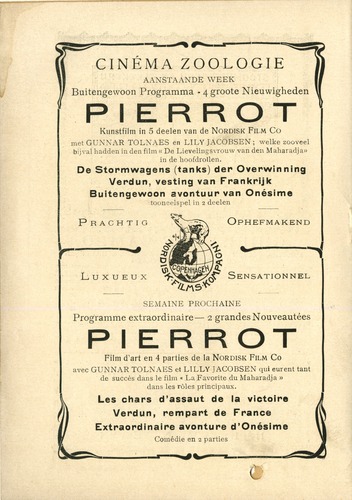 CINÉMA ZOOLOGIE
AANSTAANDE WEEK
Buitengewoon Programma - 4 groote Nieuwigheden
PIERROT
Kunstfilm in 5 deelen van de NORDISK FILM CO
met GUNNAR TOLNAES en LILY JACOBSEN; welke zooveel
bijval hadden in den film « De Lievelingsvrouw van den Maharadja »
in de hoofdrollen.
De Stormwagens (tanks) der Overwinning
Verdun, vesting van Frankrijk
Buitengewoon avontuur van Onésime
tooneelspel in 2 deelen
PRACHTIG OPHEFMAKEND
NORDISK FILMS KOMPAGNI
COPENHAGEN
LUXUEUX SENSATIONNEL
SEMAINE PROCHAINE
Programme extraordinaire — 2 grandes Nouveautées
PIERROT
Film d'art en 4 parties de la NORDISK FILM CO
avec GUNNAR TOLNAES et LILLY JACOBSEN qui eurent tant
de succés dans le film « La Favorite du Maharadja »
dans les rôles principaux.
Les chars d'assaut de la victoire
Verdun, rempart de France
Extraordinaire avonture d'Onésime
Comédie en 2 parties